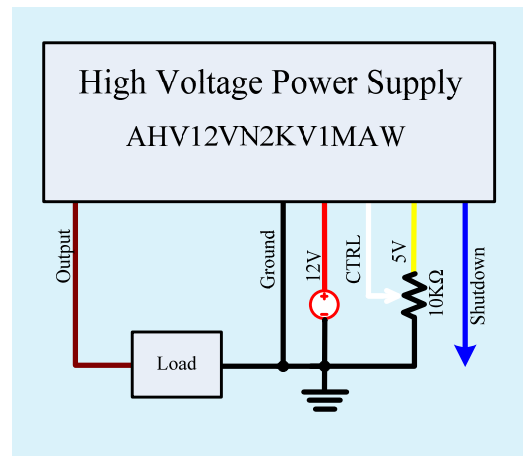 High Voltage Power Supply
AHV12VN2KV1MAW
Output
Ground
12V
CTRL
5V
10KΩ
Shutdown
+
-
Load